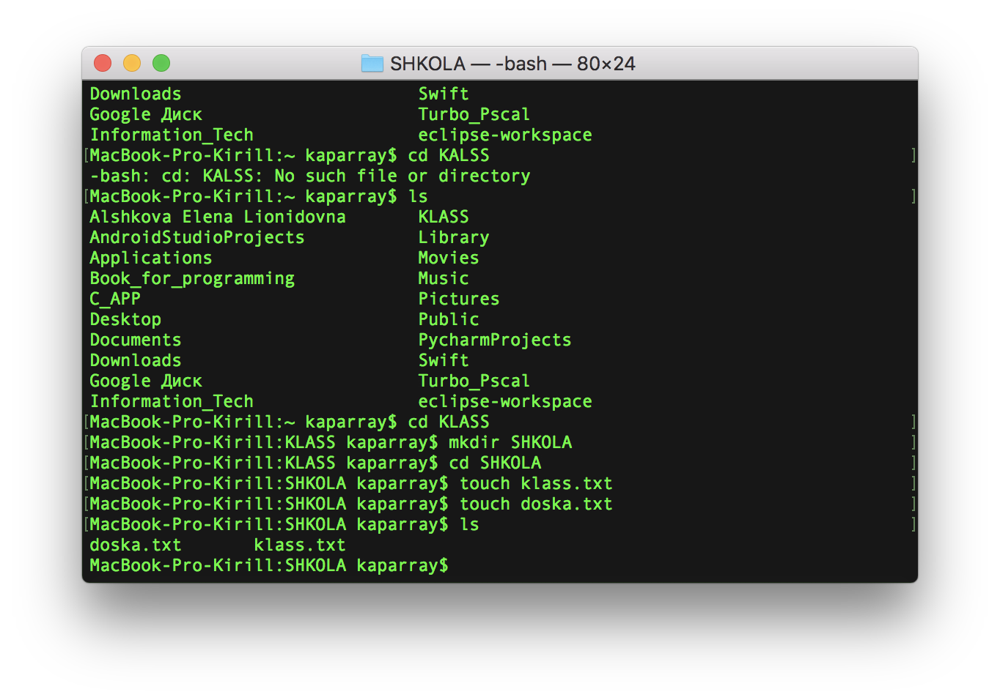 SHKOLA — -bash — 80×24
Downloads Swift
Google Диск Turbo_Pscal
Information_Tech eclipse-workspace
[MacBook-Pro-Kirill:~ kaparray$ cd KALSS ]
-bash: cd: KALSS: No such file or directory
[MacBook-Pro-Kirill:~ kaparray$ ls ]
Alshkova Elena Lionidovna KLASS
AndroidStudioProjects Library
Applications Movies
Book_for_programming Music
C_APP Pictures
Desktop Public
Documents PycharmProjects
Downloads Swift
Google Диск Turbo_Pscal
Information_Tech eclipse-workspace
[MacBook-Pro-Kirill:~ kaparray$ cd KLASS ]
[MacBook-Pro-Kirill:KLASS kaparray$ mkdir SHKOLA ]
[MacBook-Pro-Kirill:KLASS kaparray$ cd SHKOLA ]
[MacBook-Pro-Kirill:SHKOLA kaparray$ touch klass.txt ]
[MacBook-Pro-Kirill:SHKOLA kaparray$ touch doska.txt ]
[MacBook-Pro-Kirill:SHKOLA kaparray$ ls ]
doska.txt klass.txt
MacBook-Pro-Kirill:SHKOLA kaparray$